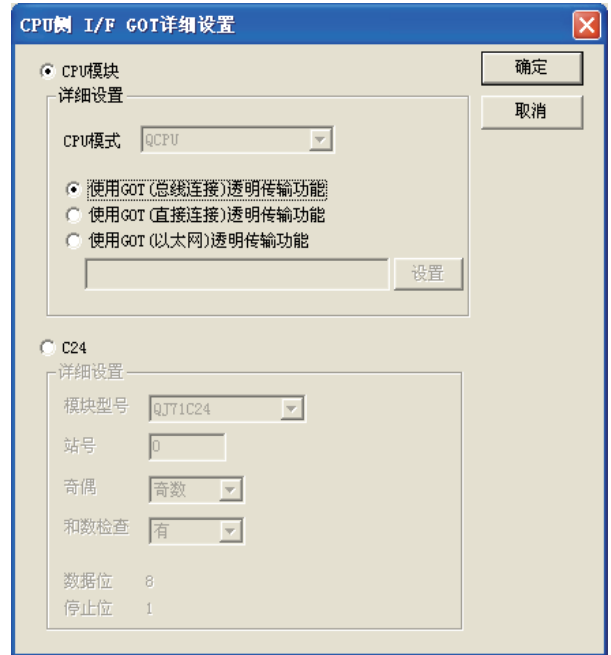 CPU侧 I/F GOT详细设置
CPU模块
确定
详细设置
取消
CPU模式 QCPU
使用GOT(总线连接)透明传输功能
使用GOT(直接连接)透明传输功能
使用GOT(以太网)透明传输功能
设置
C24
详细设置
模块型号 QJ71C24
站号 0
奇偶 奇数
和数检查 有
数据位 8
停止位 1